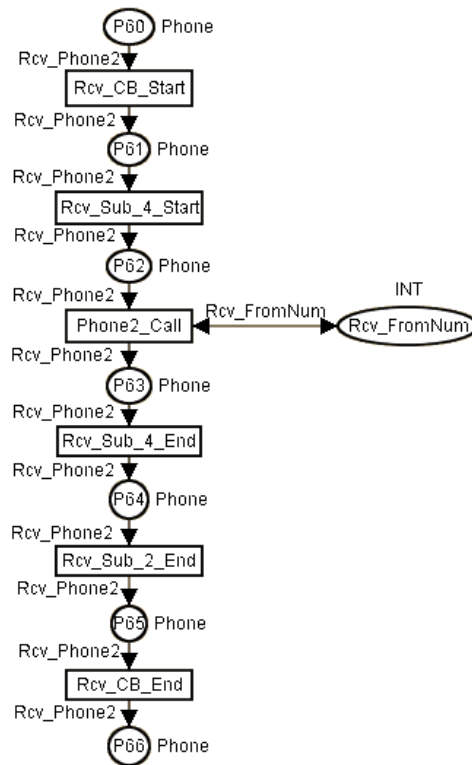 P60 Phone
Rcv_Phone2
Rcv_CB_Start
Rcv_Phone2
P61 Phone
Rcv_Phone2
Rcv_Sub_4_Start
Rcv_Phone2
P62 Phone
INT
Rcv_Phone2
Rcv_FromNum
Phone2_Call
Rcv_FromNum
Rcv_Phone2
P63 Phone
Rcv_Phone2
Rcv_Sub_4_End
Rcv_Phone2
P64 Phone
Rcv_Phone2
Rcv_Sub_2_End
Rcv_Phone2
P65 Phone
Rcv_Phone2
Rcv_CB_End
Rcv_Phone2
P66 Phone